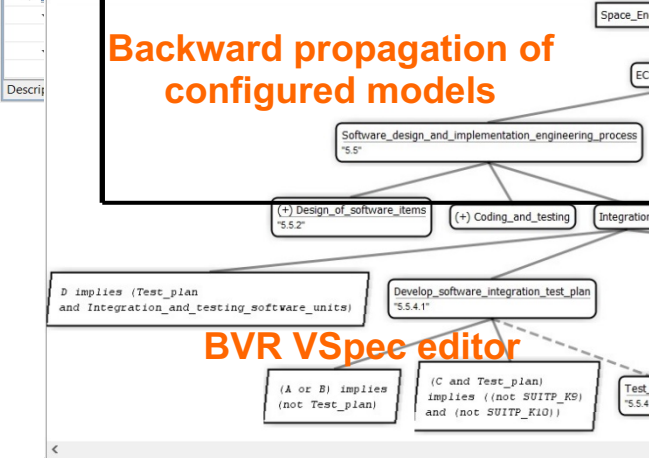 Space_En
Backward propagation of
configured models
EC
Descrip
Software_design_and_implementation_engineering_process
"5.5"
(+) Design_of_software_items
"5.5.2"
(+) Coding_and_testing
Integration
D implies (Test_plan
and Integration_and_testing_software_units)
Develop_software_integration_test_plan
"5.5.4.1"
BVR VSpec editor
(A or B) implies
(not Test_plan)
(C and Test_plan)
implies ((not SUITP_K9)
and (not SUITP_K10))
Test_
"5.5.4